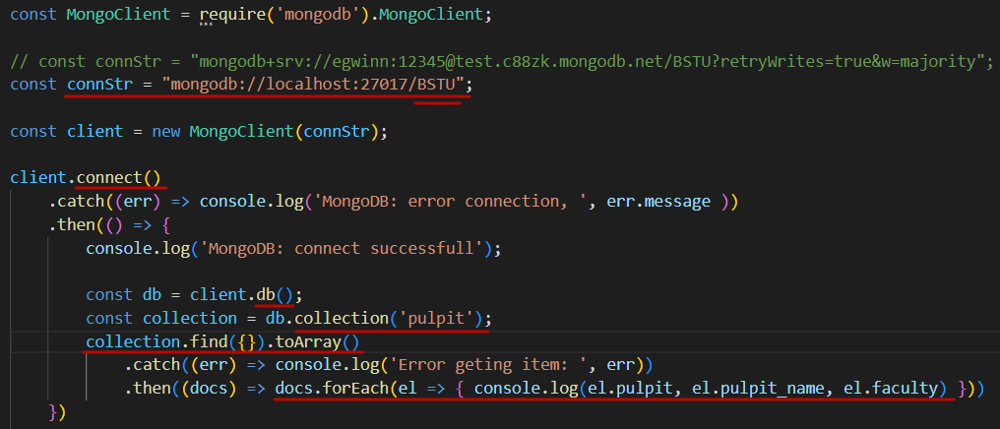 const MongoClient = require('mongodb').MongoClient;
// const connStr = "mongodb+srv://egwinn:12345@test.c88zk.mongodb.net/BSTU?retryWrites=true&w=majority";
const connStr = "mongodb://localhost:27017/BSTU";
const client = new MongoClient(connStr);
client.connect()
.catch((err) => console.log('MongoDB: error connection, ', err.message ))
.then(() => {
console.log('MongoDB: connect successfull');
const db = client.db();
const collection = db.collection('pulpit');
collection.find({}).toArray()
.catch((err) => console.log('Error geting item: ', err))
.then((docs) => docs.forEach(el => { console.log(el.pulpit, el.pulpit_name, el.faculty) }))
})